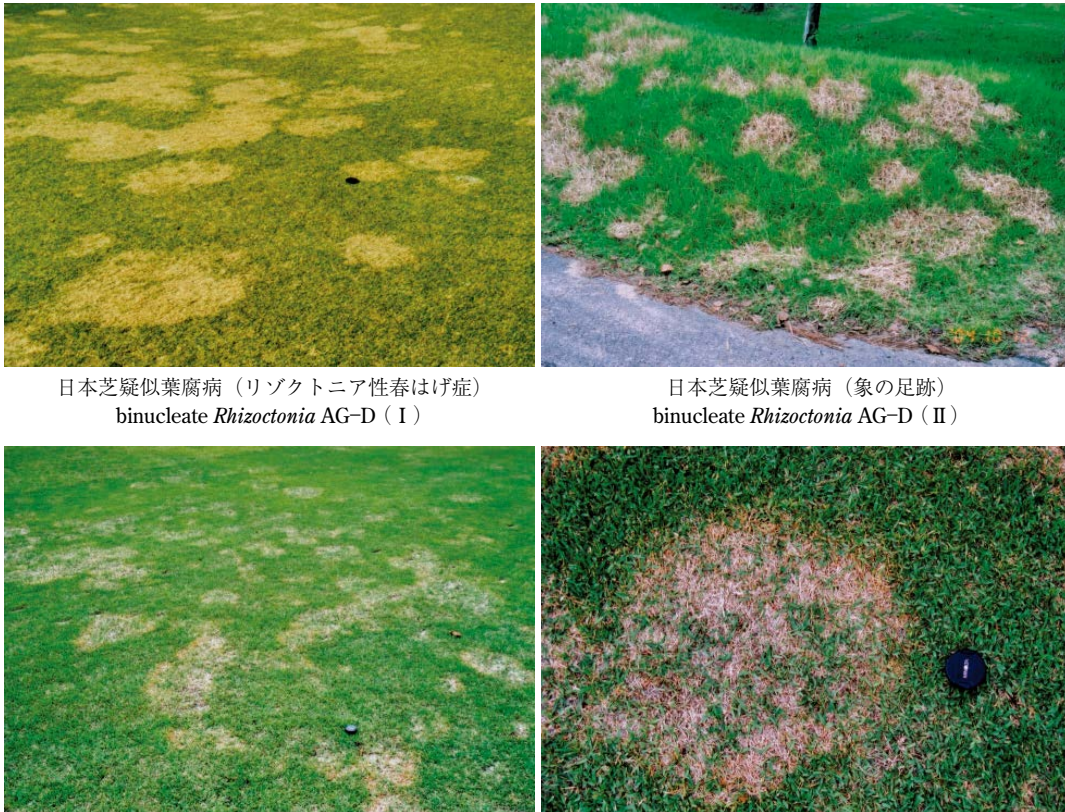 日本芝疑似葉腐病（リゾクトニア性春はげ症）
binucleate Rhizoctonia AG–D（Ⅰ）
日本芝疑似葉腐病（象の足跡）
binucleate Rhizoctonia AG–D（Ⅱ）